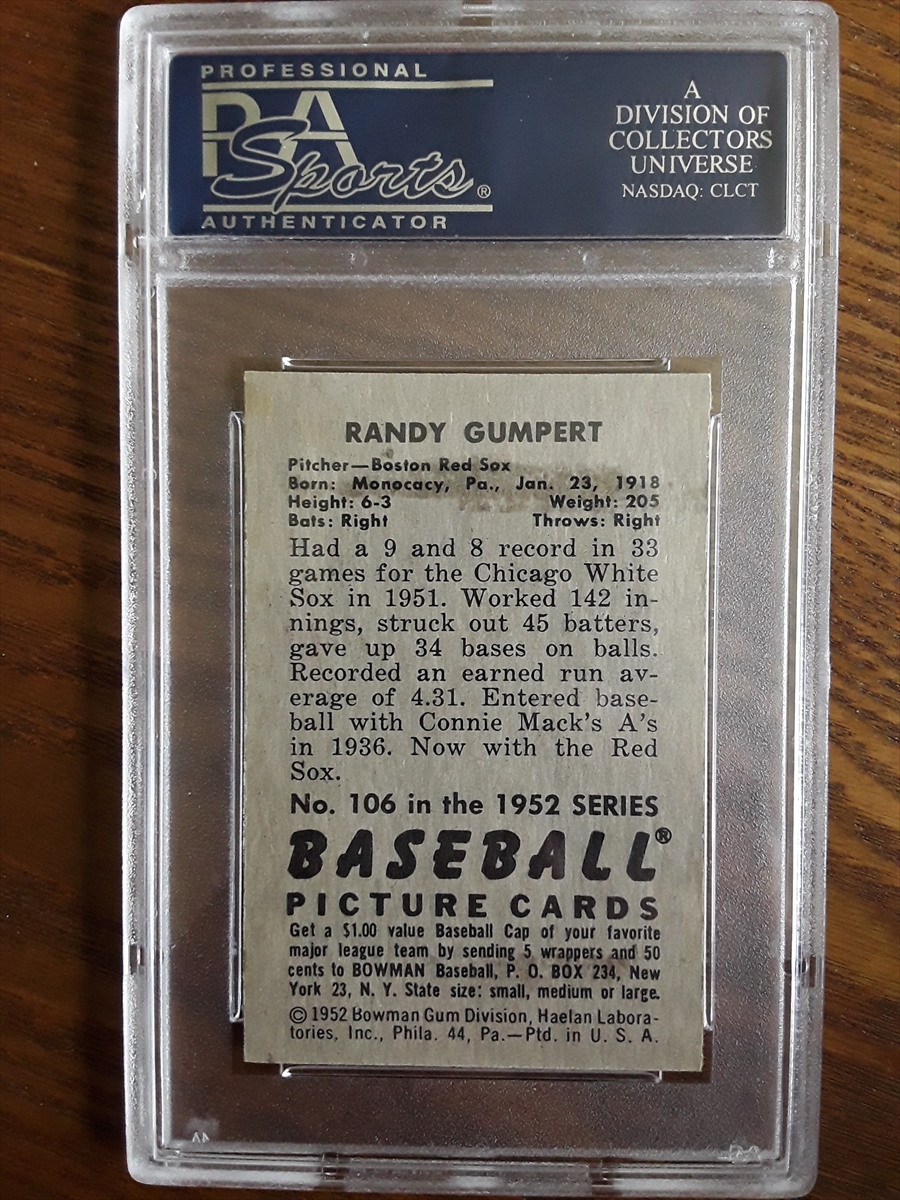 PROFESSIONAL
PSA
Sports®
AUTHENTICATOR
A
DIVISION OF
COLLECTORS
UNIVERSE
NASDAQ: CLCT
RANDY GUMPERT
Pitcher—Boston Red Sox
Born: Monocacy, Pa., Jan. 23, 1918
Height: 6-3 Weight: 205
Bats: Right Throws: Right
Had a 9 and 8 record in 33
games for the Chicago White
Sox in 1951. Worked 142 in-
nings, struck out 45 batters,
gave up 34 bases on balls.
Recorded an earned run av-
erage of 4.31. Entered base-
ball with Connie Mack's A's
in 1936. Now with the Red
Sox.
No. 106 in the 1952 SERIES
BASEBALL®
PICTURE CARDS
Get a $1.00 value Baseball Cap of your favorite
major league team by sending 5 wrappers and 50
cents to BOWMAN Baseball, P. O. BOX 234, New
York 23, N. Y. State size: small, medium or large.
© 1952 Bowman Gum Division, Haelan Labora-
tories, Inc., Phila. 44, Pa.—Ptd. in U. S. A.